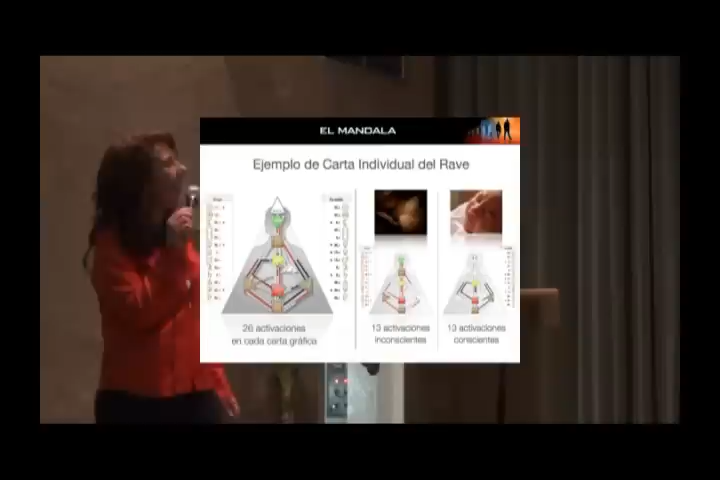 EL MANDALA
Ejemplo de Carta Individual del Rave
26 activaciones
en cada carta gráfica
13 activaciones
inconscientes
13 activaciones
conscientes